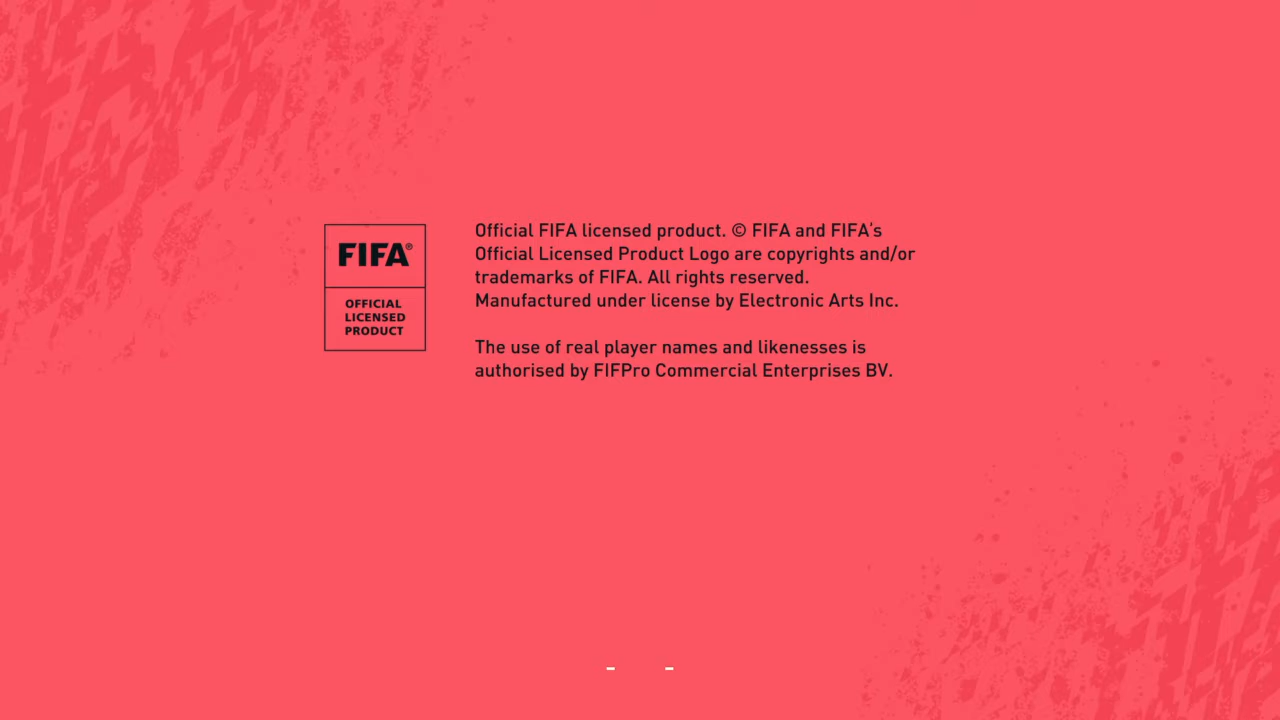 FIFA®
OFFICIAL
LICENSED
PRODUCT
Official FIFA licensed product. © FIFA and FIFA's
Official Licensed Product Logo are copyrights and/or
trademarks of FIFA. All rights reserved.
Manufactured under license by Electronic Arts Inc.
The use of real player names and likenesses is
authorised by FIFPro Commercial Enterprises BV.
- -